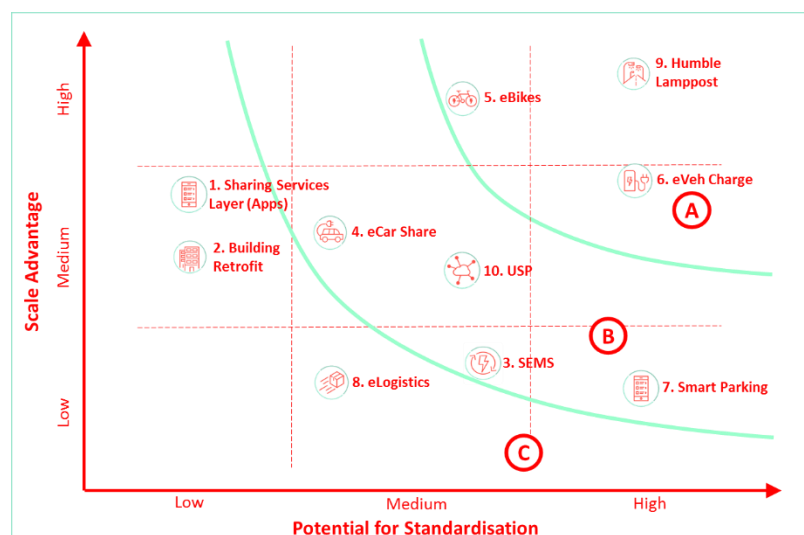 Scale Advantage
High
Medium
Low
9. Humble
Lamppost
5. eBikes
6. eVeh Charge
1. Sharing Services
Layer (Apps)
A
4. eCar Share
2. Building
Retrofit
10. USP
B
3. SEMS
8. eLogistics
7. Smart Parking
C
Low
Medium
High
Potential for Standardisation